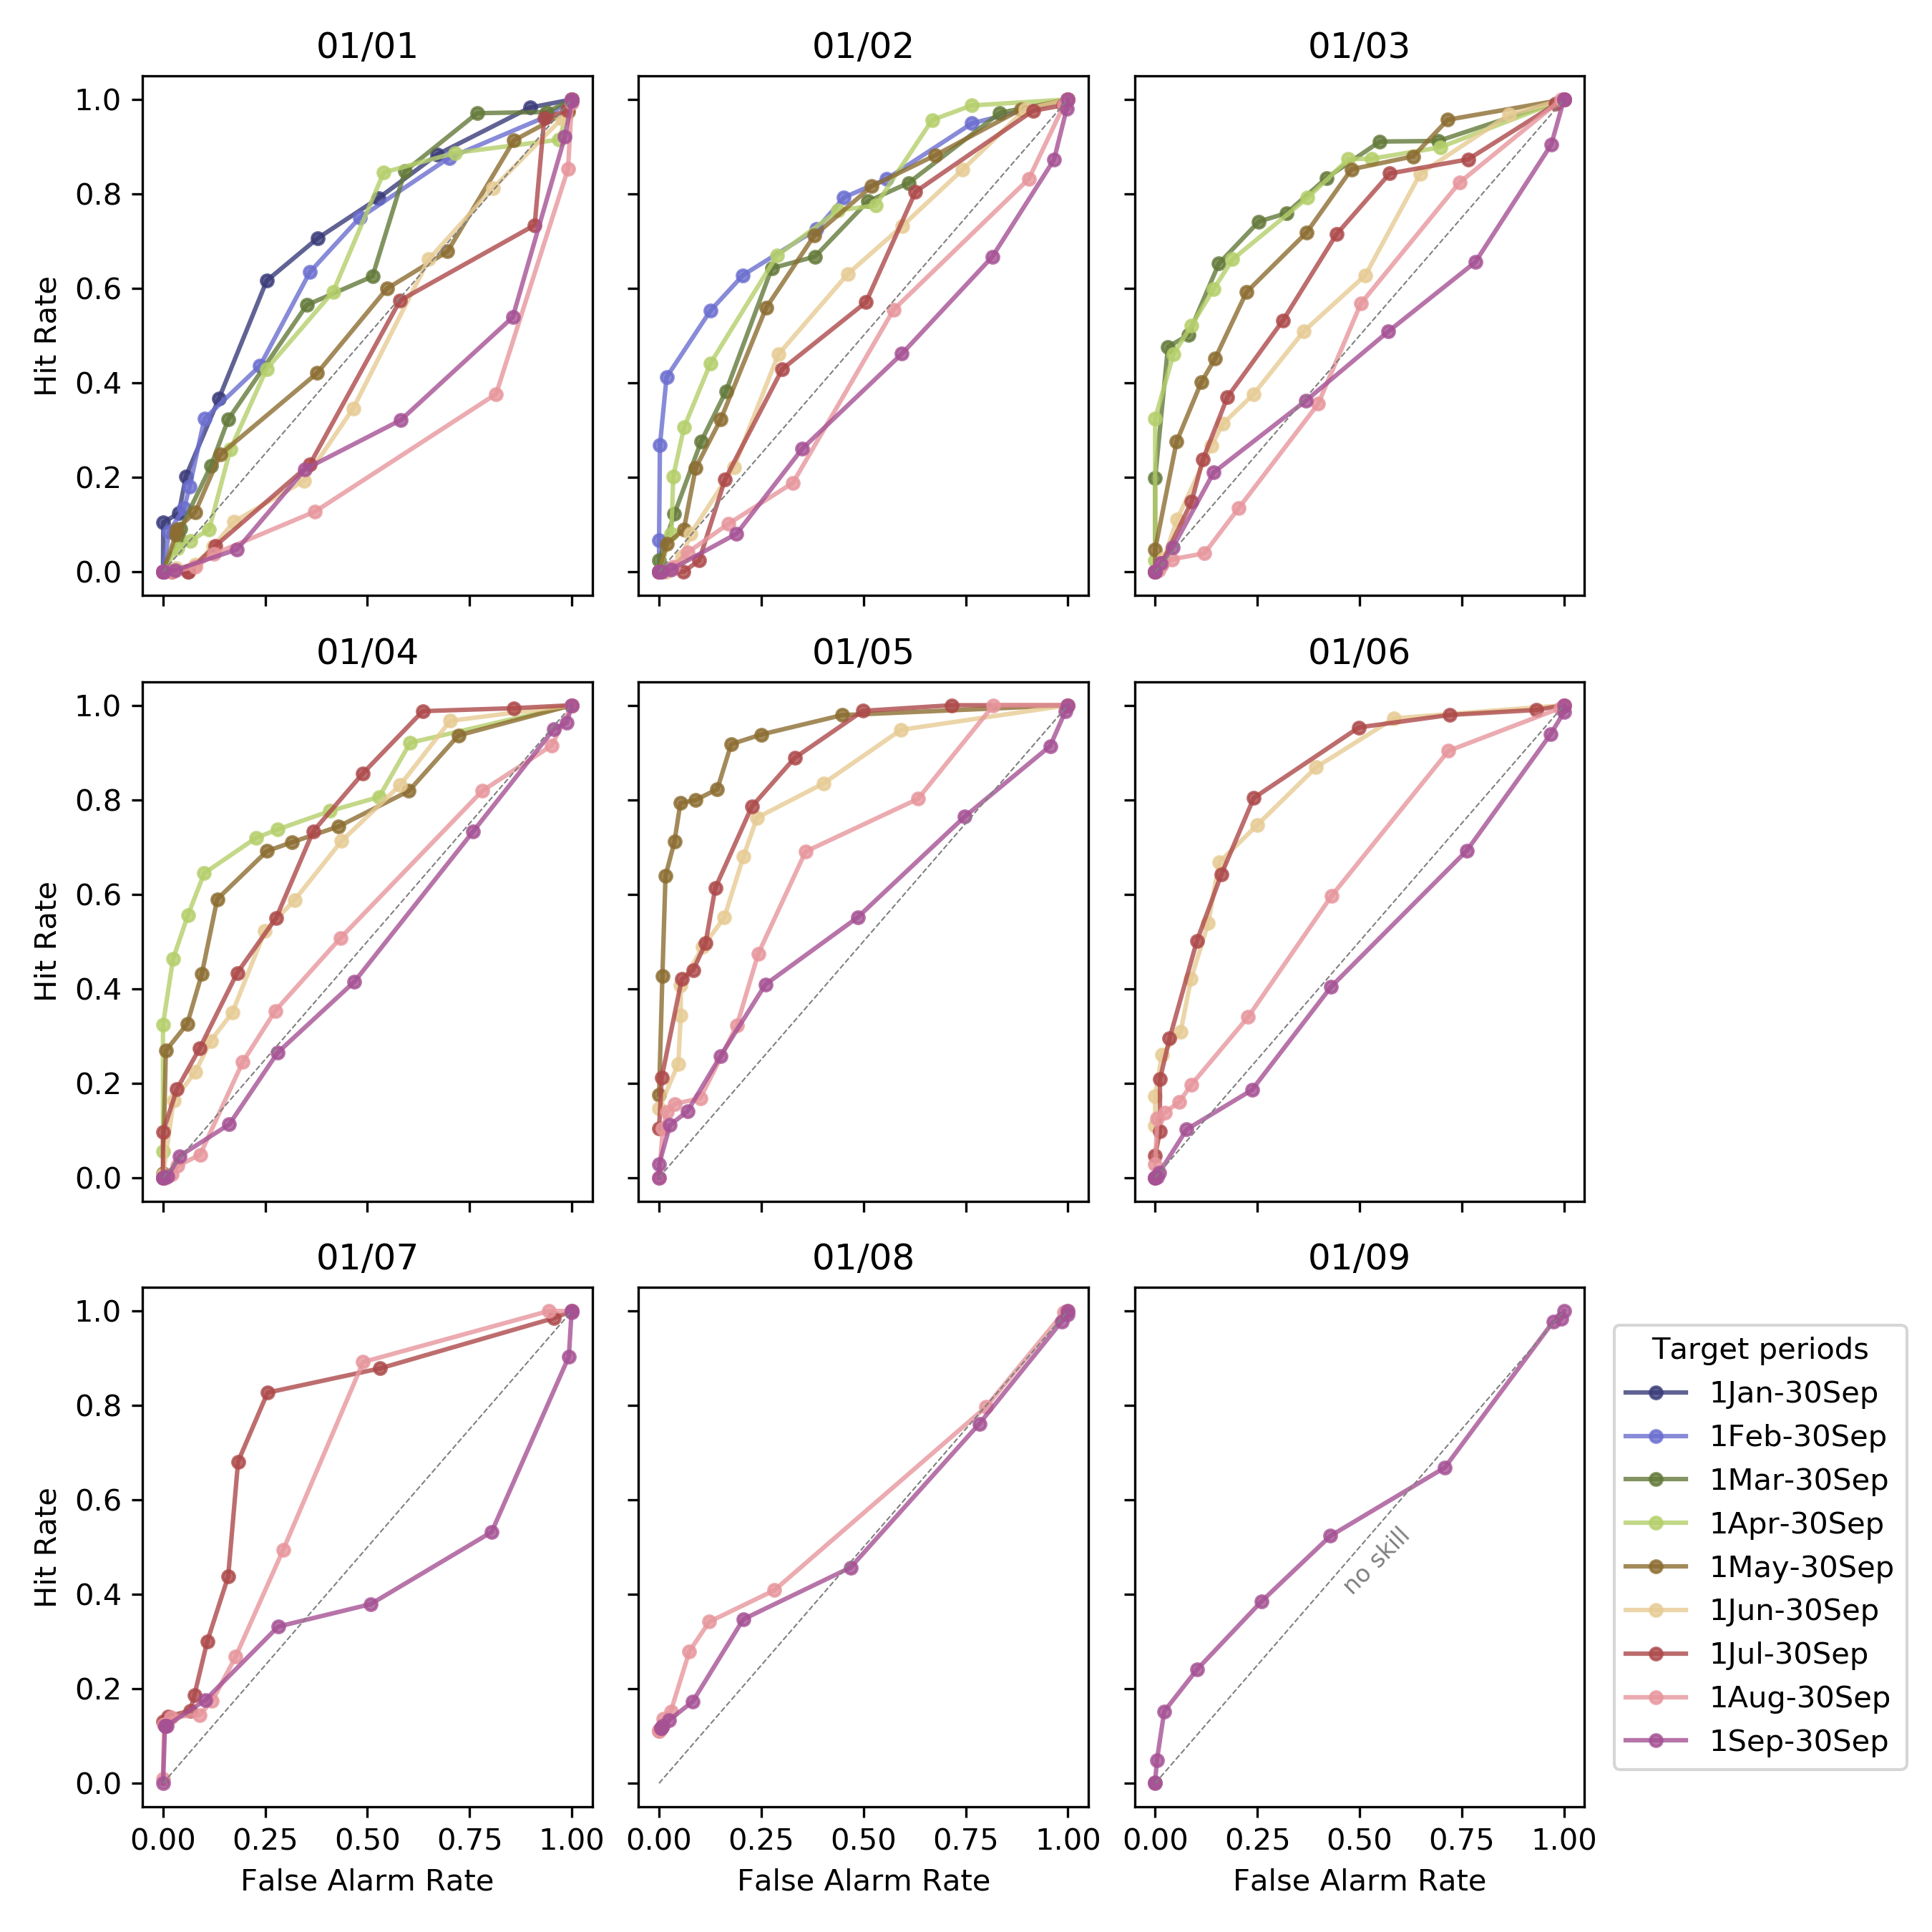 01/01
01/02
01/03
Hit Rate
1.0
0.8
0.6
0.4
0.2
0.0
01/04
01/05
01/06
Hit Rate
1.0
0.8
0.6
0.4
0.2
0.0
01/07
01/08
01/09
Hit Rate
1.0
0.8
0.6
0.4
0.2
0.0
no skill
0.00 0.25 0.50 0.75 1.00
0.00 0.25 0.50 0.75 1.00
0.00 0.25 0.50 0.75 1.00
False Alarm Rate
False Alarm Rate
False Alarm Rate
Target periods
1Jan-30Sep
1Feb-30Sep
1Mar-30Sep
1Apr-30Sep
1May-30Sep
1Jun-30Sep
1Jul-30Sep
1Aug-30Sep
1Sep-30Sep